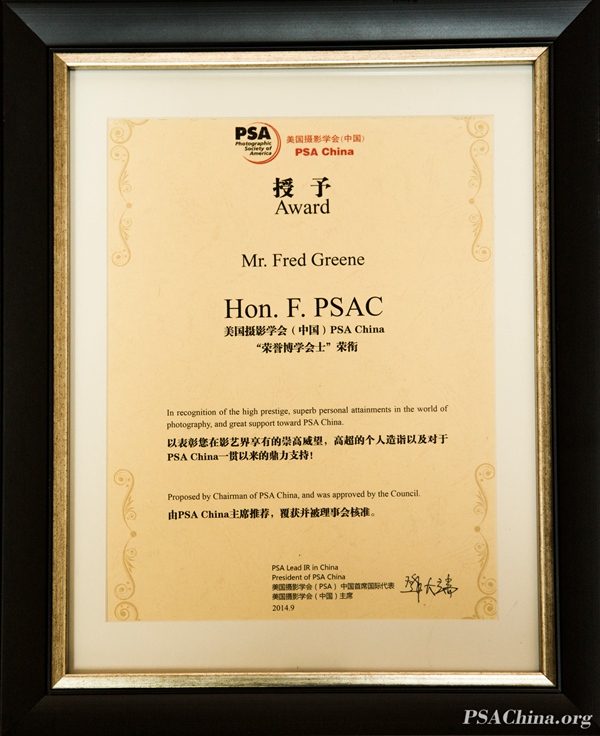 PSA 美国摄影学会(中国)
Photographic
Society of
America
PSA China
授 予
Award
Mr. Fred Greene
Hon. F. PSAC
美国摄影学会（中国）PSA China
“荣誉博学会士”荣衔
In recognition of the high prestige, superb personal attainments in the world of
photography, and great support toward PSA China.
以表彰您在影艺界享有的崇高威望，高超的个人造诣以及对于
PSA China一贯以来的鼎力支持！
Proposed by Chairman of PSA China, and was approved by the Council.
由PSA China主席推荐，覆获并被理事会核准。
PSA Lead IR in China
President of PSA China
美国摄影学会（PSA） 中国首席国际代表
美国摄影学会（中国）主席
2014.9
PSAChina.org